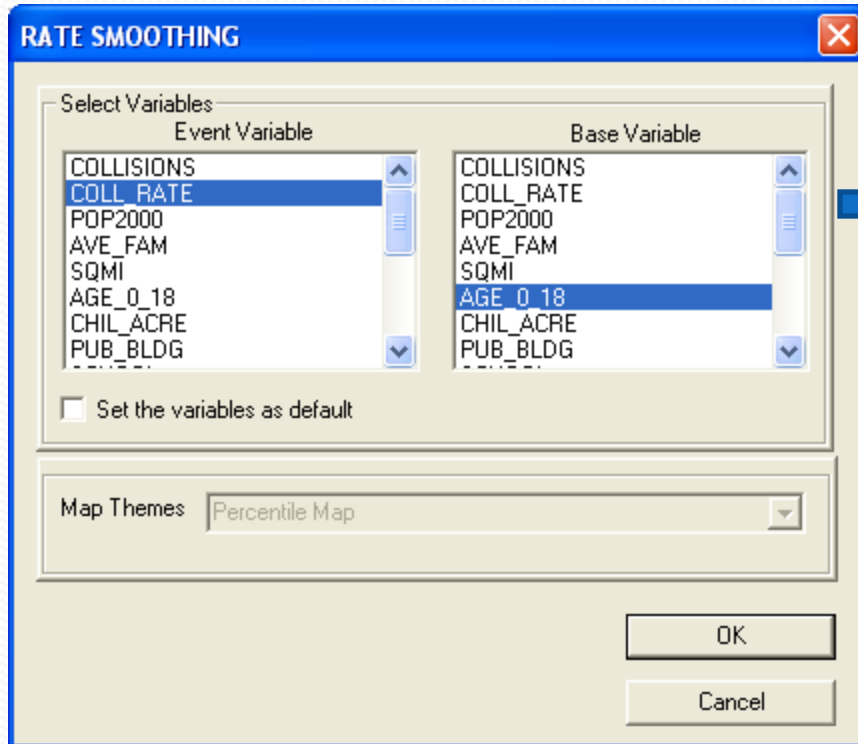 RATE SMOOTHING
Select Variables
Event Variable
COLLISIONS
COLL_RATE
POP2000
AVE_FAM
SQMI
AGE_0_18
CHIL_ACRE
PUB_BLDG
Base Variable
COLLISIONS
COLL_RATE
POP2000
AVE_FAM
SQMI
AGE_0_18
CHIL_ACRE
PUB_BLDG
Set the variables as default
Map Themes Percentile Map
OK
Cancel